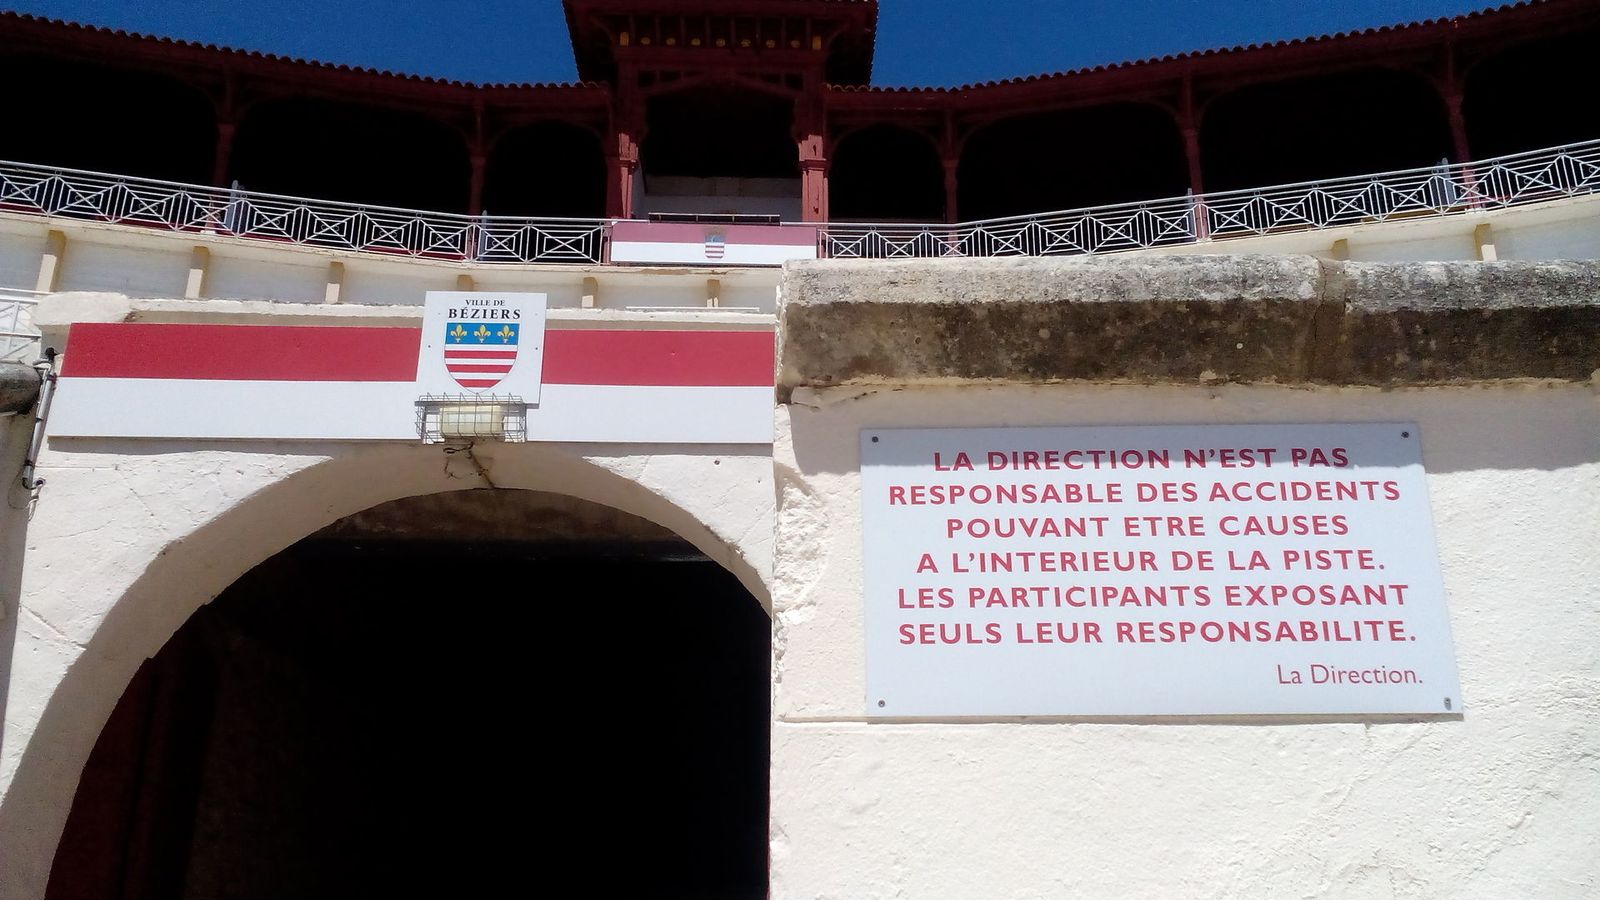 VILLE DE
BÉZIERS
LA DIRECTION N'EST PAS
RESPONSABLE DES ACCIDENTS
POUVANT ETRE CAUSES
A L'INTERIEUR DE LA PISTE.
LES PARTICIPANTS EXPOSANT
SEULS LEUR RESPONSABILITE.
La Direction.